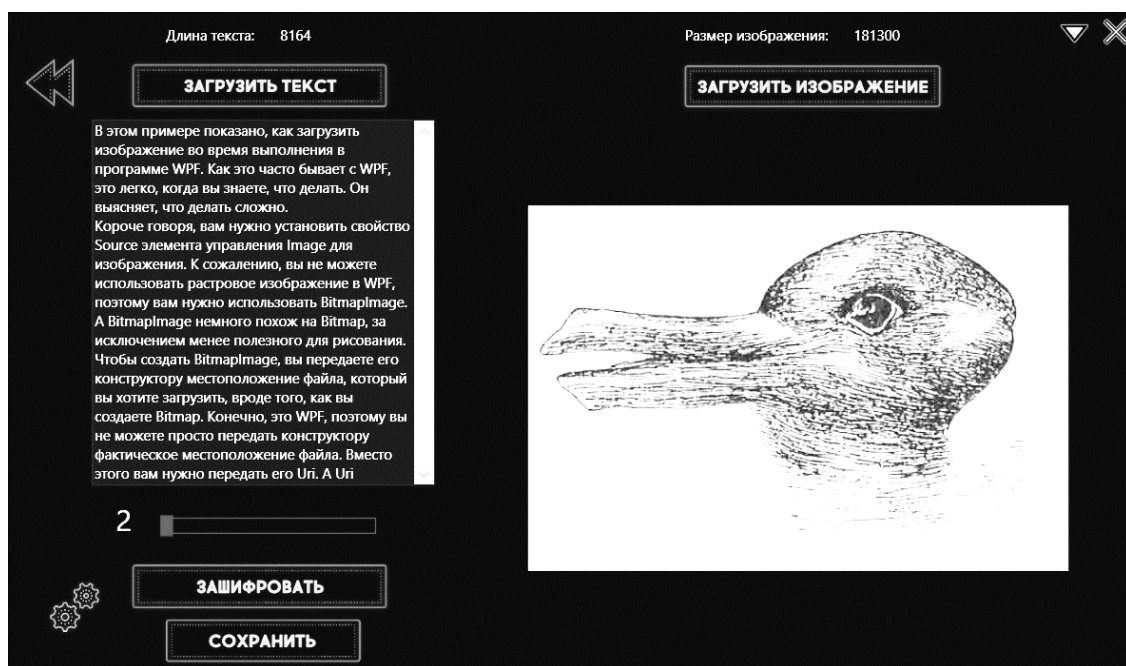 Длина текста: 8164
Размер изображения: 181300
ЗАГРУЗИТЬ ТЕКСТ
ЗАГРУЗИТЬ ИЗОБРАЖЕНИЕ
В этом примере показано, как загрузить
изображение во время выполнения в
программе WPF. Как это часто бывает с WPF,
это легко, когда вы знаете, что делать. Он
выясняет, что делать сложно.
Короче говоря, вам нужно установить свойство
Source элемента управления Image для
изображения. К сожалению, вы не можете
использовать растровое изображение в WPF,
поэтому вам нужно использовать BitmapImage.
A BitmapImage немного похож на Bitmap, за
исключением менее полезного для рисования.
Чтобы создать BitmapImage, вы передаете его
конструктору местоположение файла, который
вы хотите загрузить, вроде того, как вы
создаете Bitmap. Конечно, это WPF, поэтому вы
не можете просто передать конструктору
фактическое местоположение файла. Вместо
этого вам нужно передать его Uri. A Uri
2
ЗАШИФРОВАТЬ
СОХРАНИТЬ